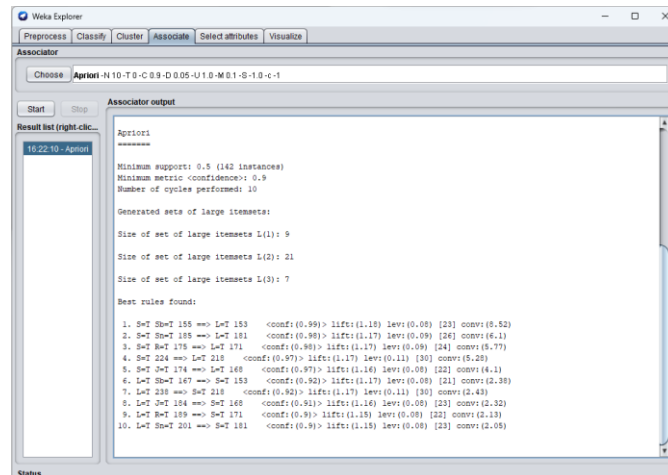 Weka Explorer
Preprocess Classify Cluster Associate Select attributes Visualize
Associator
Choose Apriori -N 10 -T 0 -C 0.9 -D 0.05 -U 1.0 -M 0.1 -S -1.0 -c -1
Start Stop
Associator output
Result list (right-clic...
16:22:10 - Apriori
Apriori
=======
Minimum support: 0.5 (142 instances)
Minimum metric <confidence>: 0.9
Number of cycles performed: 10
Generated sets of large itemsets:
Size of set of large itemsets L(1): 9
Size of set of large itemsets L(2): 21
Size of set of large itemsets L(3): 7
Best rules found:
1. S=T Sb=T 155 ==> L=T 153 <conf:(0.99)> lift:(1.18) lev:(0.08) [23] conv:(8.52)
2. S=T Sn=T 185 ==> L=T 181 <conf:(0.98)> lift:(1.17) lev:(0.09) [26] conv:(6.1)
3. S=T R=T 175 ==> L=T 171 <conf:(0.98)> lift:(1.17) lev:(0.09) [24] conv:(5.77)
4. S=T 224 ==> L=T 218 <conf:(0.97)> lift:(1.17) lev:(0.11) [30] conv:(5.28)
5. S=T J=T 174 ==> L=T 168 <conf:(0.97)> lift:(1.16) lev:(0.08) [22] conv:(4.1)
6. L=T Sb=T 167 ==> S=T 153 <conf:(0.92)> lift:(1.17) lev:(0.08) [21] conv:(2.38)
7. L=T 238 ==> S=T 218 <conf:(0.92)> lift:(1.17) lev:(0.11) [30] conv:(2.43)
8. L=T J=T 184 ==> S=T 168 <conf:(0.91)> lift:(1.16) lev:(0.08) [23] conv:(2.32)
9. L=T R=T 189 ==> S=T 171 <conf:(0.9)> lift:(1.15) lev:(0.08) [22] conv:(2.13)
10. L=T Sn=T 201 ==> S=T 181 <conf:(0.9)> lift:(1.15) lev:(0.08) [23] conv:(2.05)
Status